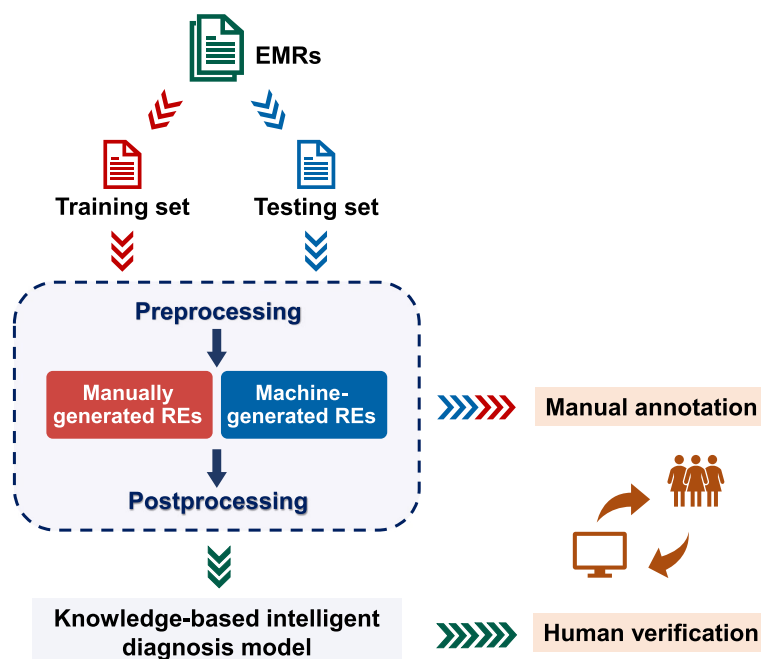 EMRs
Training set
Testing set
Preprocessing
Manually
generated REs
Machine-
generated REs
Manual annotation
Postprocessing
Knowledge-based intelligent
diagnosis model
Human verification